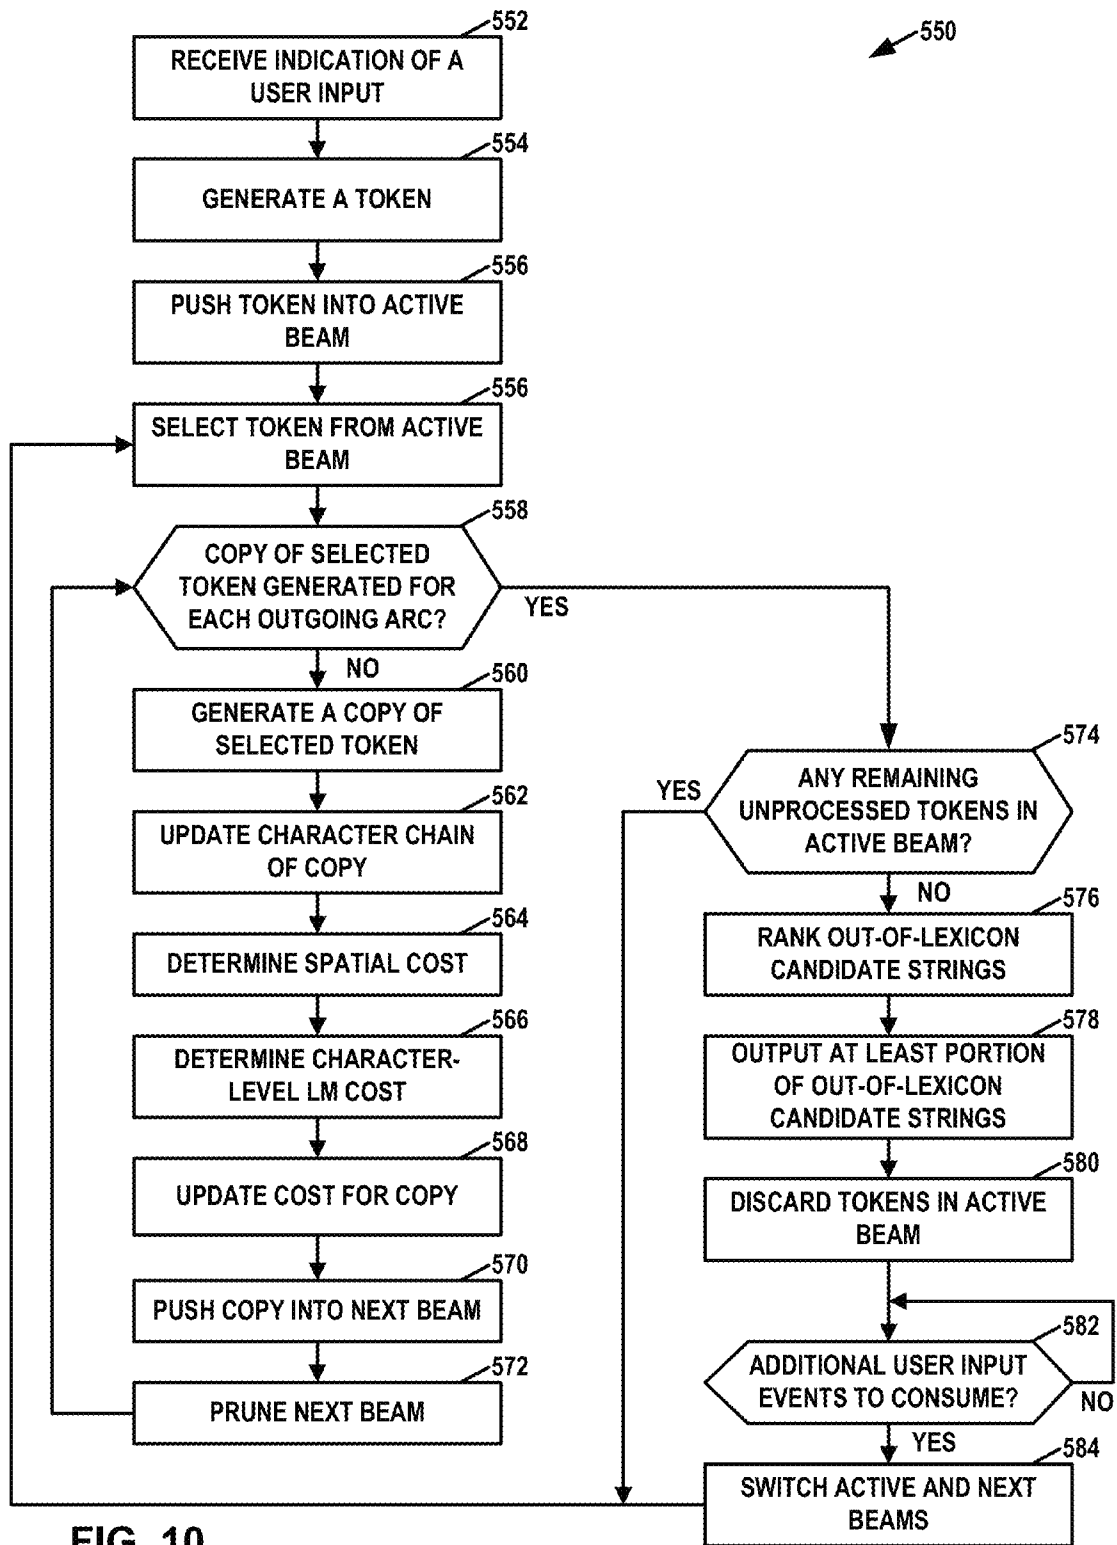 552
550
RECEIVE INDICATION OF A
USER INPUT
554
GENERATE A TOKEN
556
PUSH TOKEN INTO ACTIVE
BEAM
556
SELECT TOKEN FROM ACTIVE
BEAM
558
COPY OF SELECTED
TOKEN GENERATED FOR
EACH OUTGOING ARC?
YES
NO
560
GENERATE A COPY OF
SELECTED TOKEN
562
UPDATE CHARACTER CHAIN
OF COPY
564
DETERMINE SPATIAL COST
566
DETERMINE CHARACTER-
LEVEL LM COST
568
UPDATE COST FOR COPY
570
PUSH COPY INTO NEXT BEAM
572
PRUNE NEXT BEAM
574
YES
ANY REMAINING
UNPROCESSED TOKENS IN
ACTIVE BEAM?
NO
576
RANK OUT-OF-LEXICON
CANDIDATE STRINGS
578
OUTPUT AT LEAST PORTION
OF OUT-OF-LEXICON
CANDIDATE STRINGS
580
DISCARD TOKENS IN ACTIVE
BEAM
582
ADDITIONAL USER INPUT
EVENTS TO CONSUME?
NO
YES
584
SWITCH ACTIVE AND NEXT
BEAMS
FIG. 10